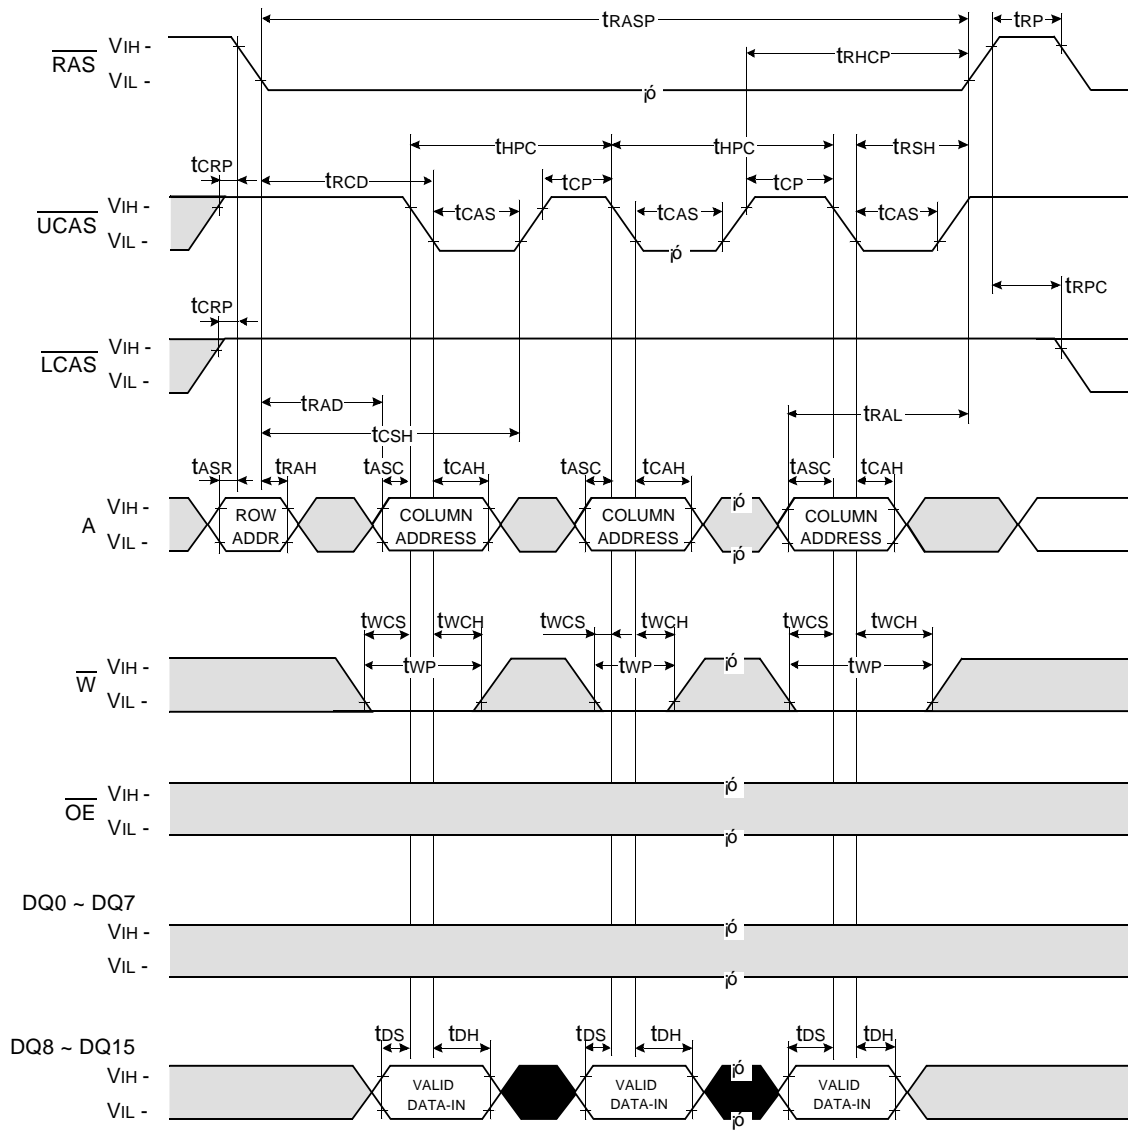 tRASP
tRP
RAS
VIH -
VIL -
tRHCP
¡ó
tHPC
tHPC
tRSH
tCRP
tRCD
tCP
tCP
UCAS
VIH -
VIL -
tCAS
tCAS
tCAS
¡ó
tRPC
tCRP
LCAS
VIH -
VIL -
tRAD
tCSH
tRAL
tASR
tRAH
tASC
tCAH
tASC
tCAH
tASC
tCAH
A
VIH -
VIL -
ROW
ADDR
COLUMN
ADDRESS
COLUMN
ADDRESS
¡ó
¡ó
COLUMN
ADDRESS
tWCS
tWCH
tWCS
tWCH
tWCS
tWCH
W
VIH -
VIL -
tWP
tWP
tWP
¡ó
¡ó
OE
VIH -
VIL -
¡ó
¡ó
DQ0 ~ DQ7
VIH -
VIL -
¡ó
¡ó
DQ8 ~ DQ15
tDS
tDH
tDS
tDH
tDS
tDH
VIH -
VIL -
VALID
DATA-IN
VALID
DATA-IN
¡ó
¡ó
VALID
DATA-IN